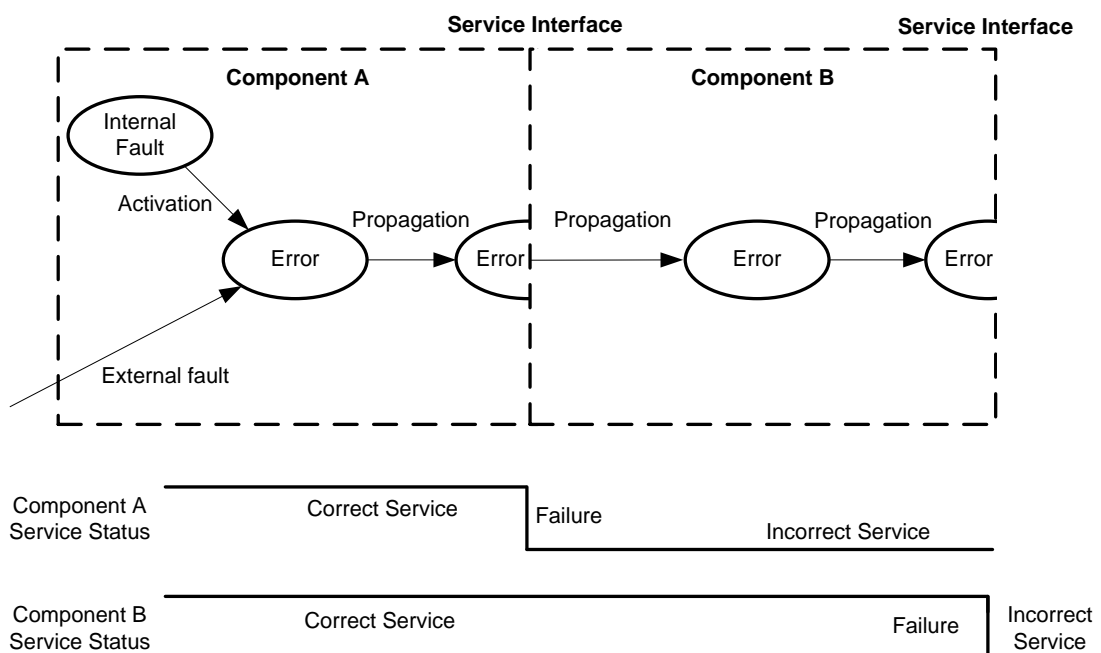 Service Interface
Service Interface
Component A
Component B
Internal
Fault
Activation
Propagation
Propagation
Propagation
Error
Error
Error
Error
External fault
Component A
Service Status
Correct Service
Failure
Incorrect Service
Component B
Service Status
Correct Service
Failure
Incorrect
Service